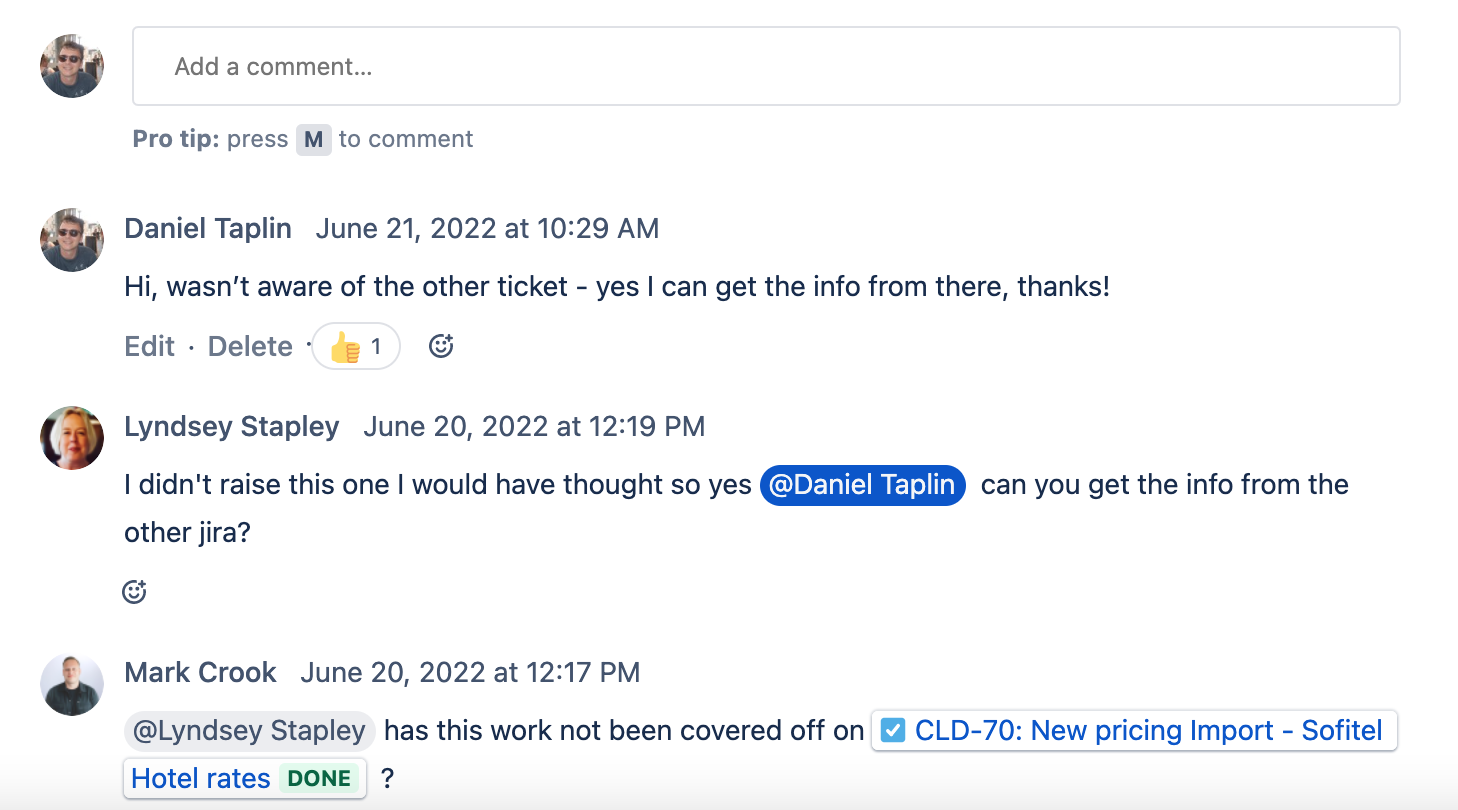 Add a comment...
Pro tip: press M to comment
Daniel Taplin June 21, 2022 at 10:29 AM
Hi, wasn’t aware of the other ticket - yes I can get the info from there, thanks!
Edit · Delete · 👍 1
Lyndsey Stapley June 20, 2022 at 12:19 PM
I didn't raise this one I would have thought so yes @Daniel Taplin can you get the info from the
other jira?
Mark Crook June 20, 2022 at 12:17 PM
@Lyndsey Stapley has this work not been covered off on CLD-70: New pricing Import - Sofitel
Hotel rates DONE ?